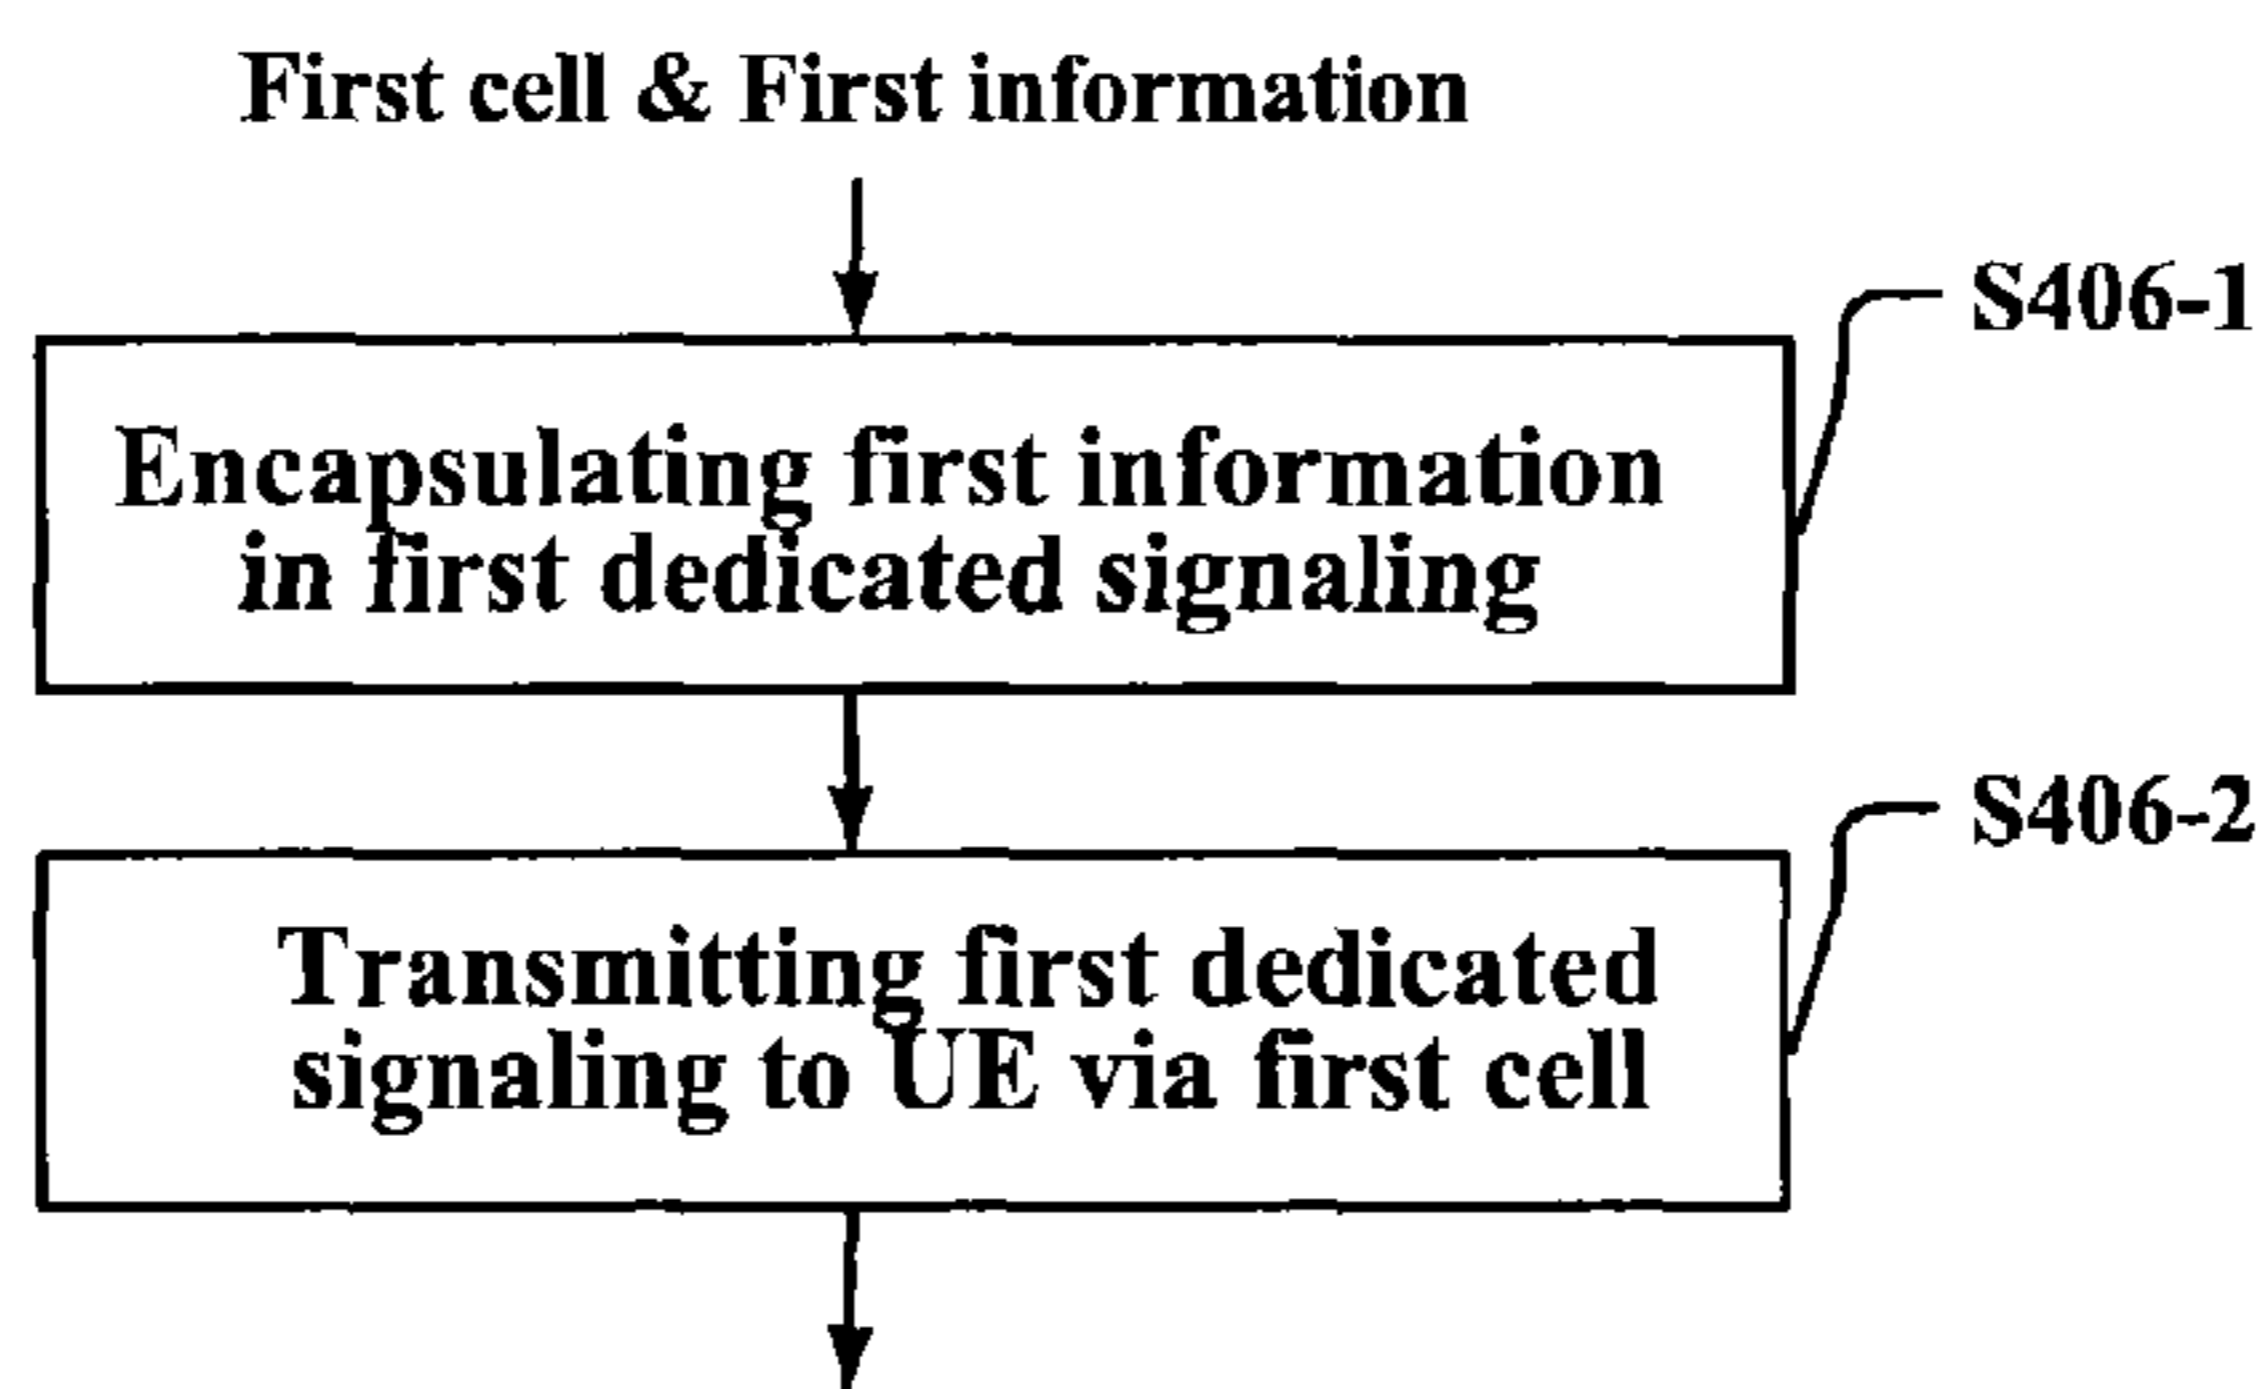 First cell & First information
S406-1
Encapsulating first information
in first dedicated signaling
S406-2
Transmitting first dedicated
signaling to UE via first cell